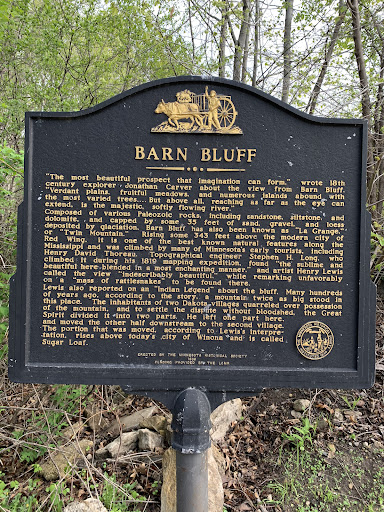 BARN BLUFF
"The most beautiful prospect that imagination can form," wrote 18th
century explorer Jonathan Carver about the view from Barn Bluff.
"Verdant plains, fruitful meadows, and numerous islands abound with
the most varied trees... But above all, reaching as far as the eye can
extend, is the majestic, softly flowing river."
Composed of various Paleozoic rocks, including sandstone, siltstone, and
dolomite, and capped by some 35 feet of sand, gravel, and loess
deposited by glaciation, Barn Bluff has also been known as "La Grange,"
or "Twin Mountain." Rising some 343 feet above the modern city of
Red Wing, it is one of the best known natural features along the
Mississippi and was climbed by many of Minnesota's early tourists, including
Henry David Thoreau. Topographical engineer Stephen H. Long, who
climbed it during his 1819 mapping expedition, found "the sublime and
beautiful here blended in a most enchanting manner," and artist Henry Lewis
called the view "indescribably beautiful," while remarking unfavorably
on a "mass of rattlesnakes" to be found there.
Lewis also reported an "Indian Legend" about the bluff. Many hundreds
of years ago, according to the story, a mountain twice as big stood in
this place. The inhabitants of two Dakota villages quarreled over possession
of the mountain, and to settle the dispute without bloodshed, the Great
Spirit divided it into two parts. He left one part here
and moved the other half downstream to the second village.
The portion that was moved, according to Lewis's interpre-
tation, rises above today's city of Winona and is called
Sugar Loaf.
ERECTED BY THE MINNESOTA HISTORICAL SOCIETY